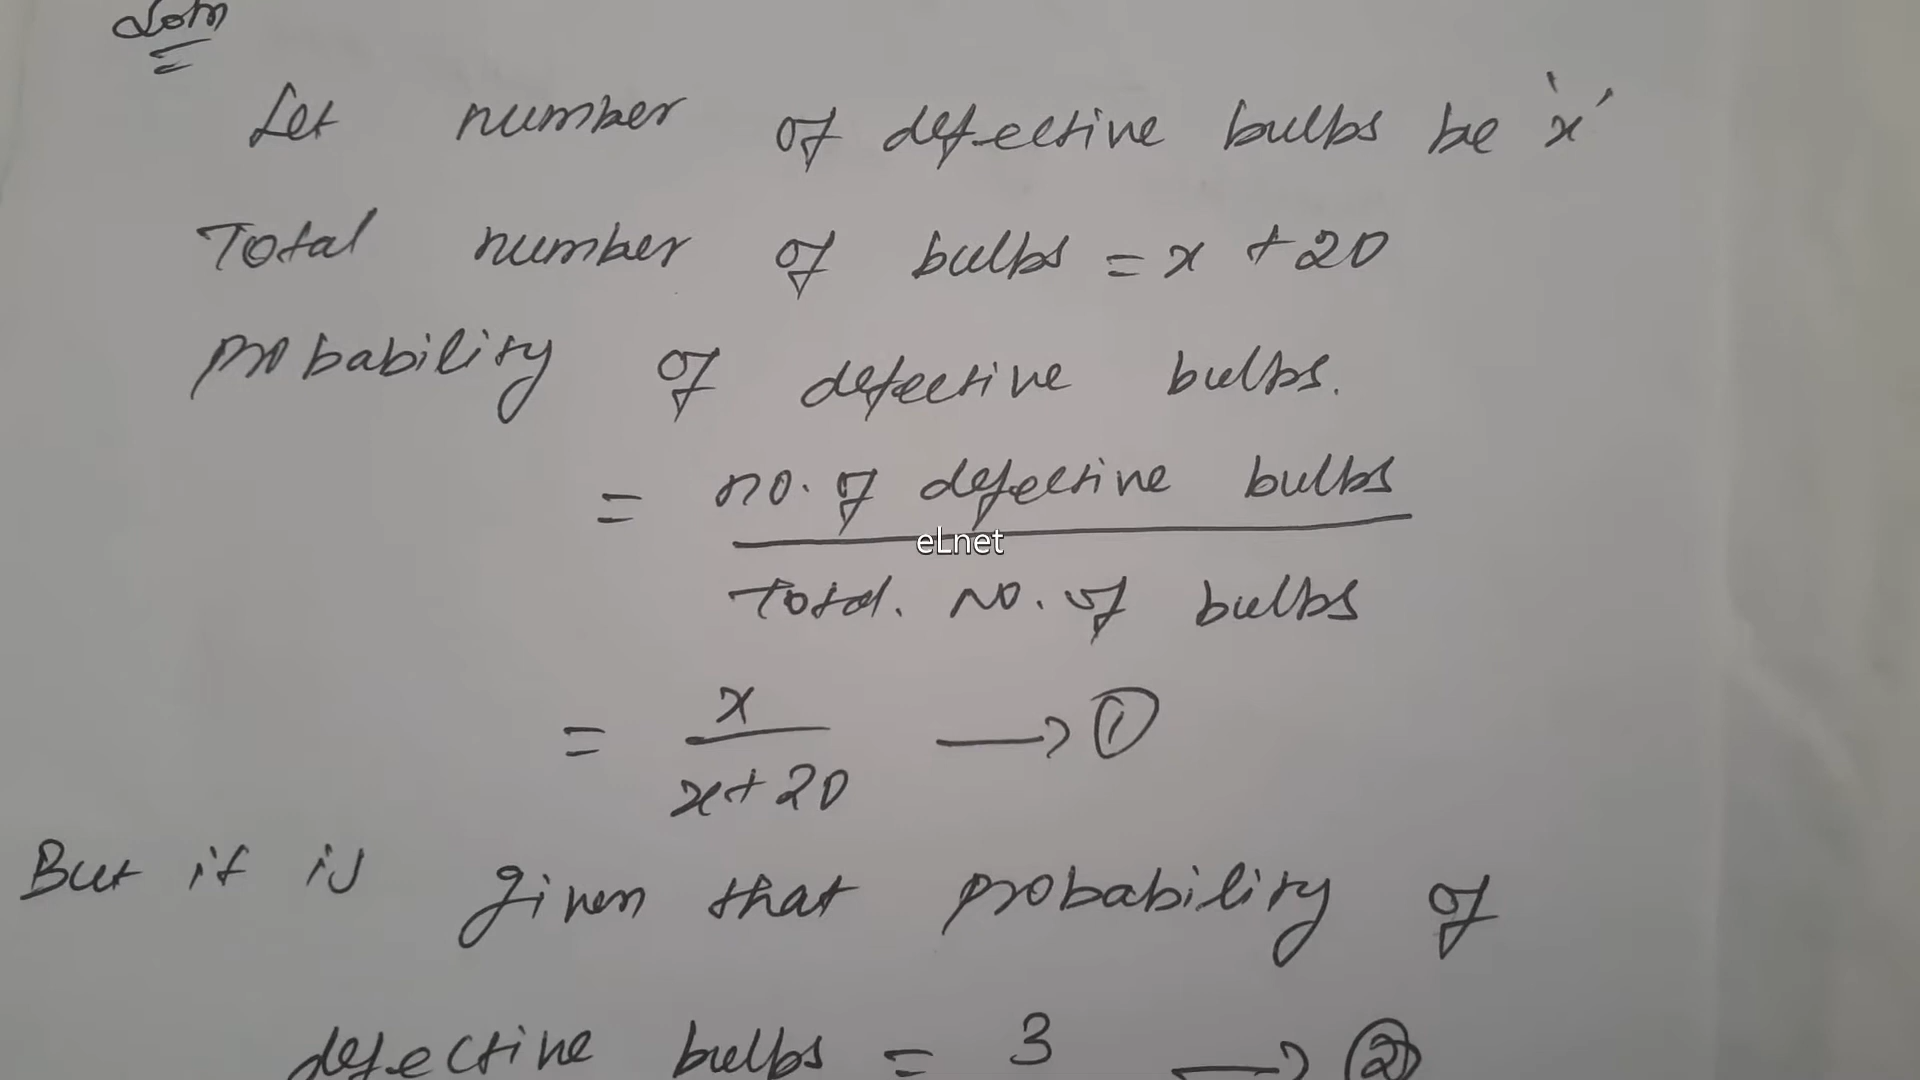 Soln
Let number of defective bulbs be 'x'
Total number of bulbs = x + 20
probability of defective bulbs.
= no. of defective bulbs
eLnet
Total. No. of bulbs
= x
x+20 → ①
But it is given that probability of
defective bulbs = 3 → ②